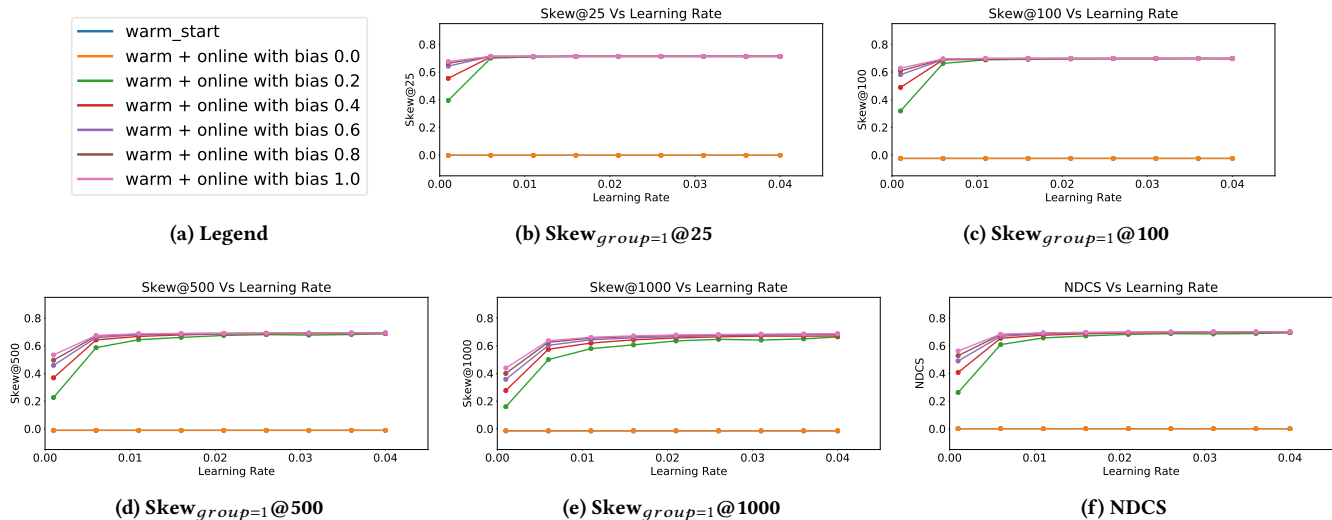 warm_start
warm + online with bias 0.0
warm + online with bias 0.2
warm + online with bias 0.4
warm + online with bias 0.6
warm + online with bias 0.8
warm + online with bias 1.0
(a) Legend
Skew@25 Vs Learning Rate
Skew@25
0.8
0.6
0.4
0.2
0.0
0.00 0.01 0.02 0.03 0.04
Learning Rate
(b) Skew group=1@25
Skew@100 Vs Learning Rate
Skew@100
0.8
0.6
0.4
0.2
0.0
0.00 0.01 0.02 0.03 0.04
Learning Rate
(c) Skew group=1@100
Skew@500 Vs Learning Rate
Skew@500
0.8
0.6
0.4
0.2
0.0
0.00 0.01 0.02 0.03 0.04
Learning Rate
(d) Skew group=1@500
Skew@1000 Vs Learning Rate
Skew@1000
0.8
0.6
0.4
0.2
0.0
0.00 0.01 0.02 0.03 0.04
Learning Rate
(e) Skew group=1@1000
NDCS Vs Learning Rate
NDCS
0.8
0.6
0.4
0.2
0.0
0.00 0.01 0.02 0.03 0.04
Learning Rate
(f) NDCS